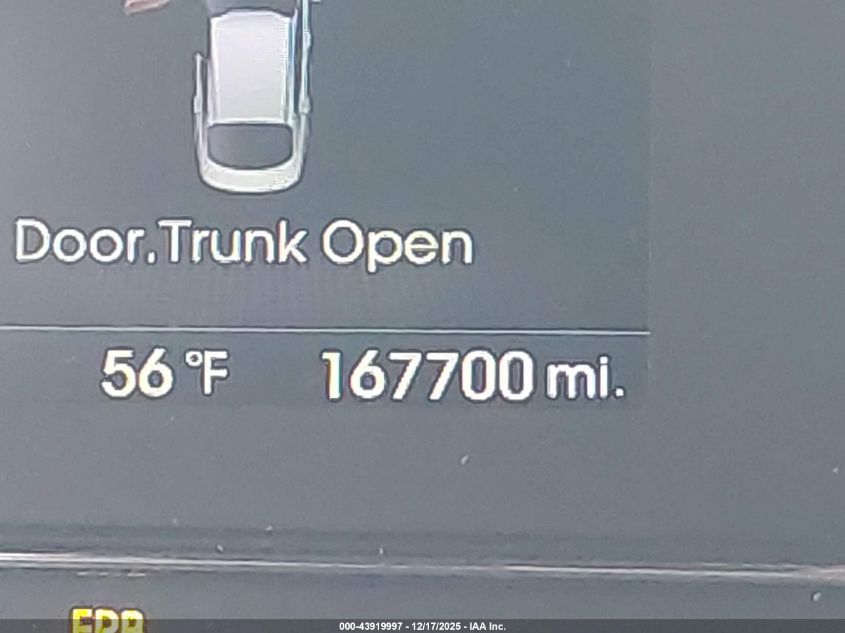 Door.Trunk Open
56 °F 167700 mi.
000-43919997 - 12/17/2025 - IAA Inc.